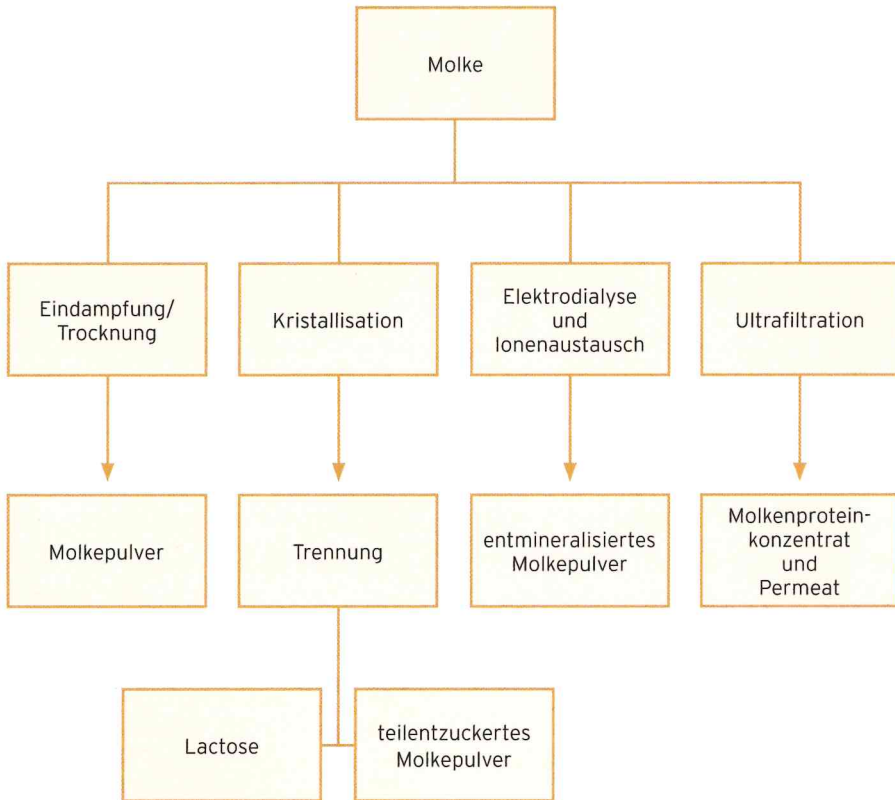 Molke
Eindampfung/
Trocknung
Kristallisation
Elektrodialyse
und
Ionenaustausch
Ultrafiltration
Molkepulver
Trennung
entmineralisiertes
Molkepulver
Molkenprotein-
konzentrat
und
Permeat
Lactose
teilentzuckertes
Molkepulver